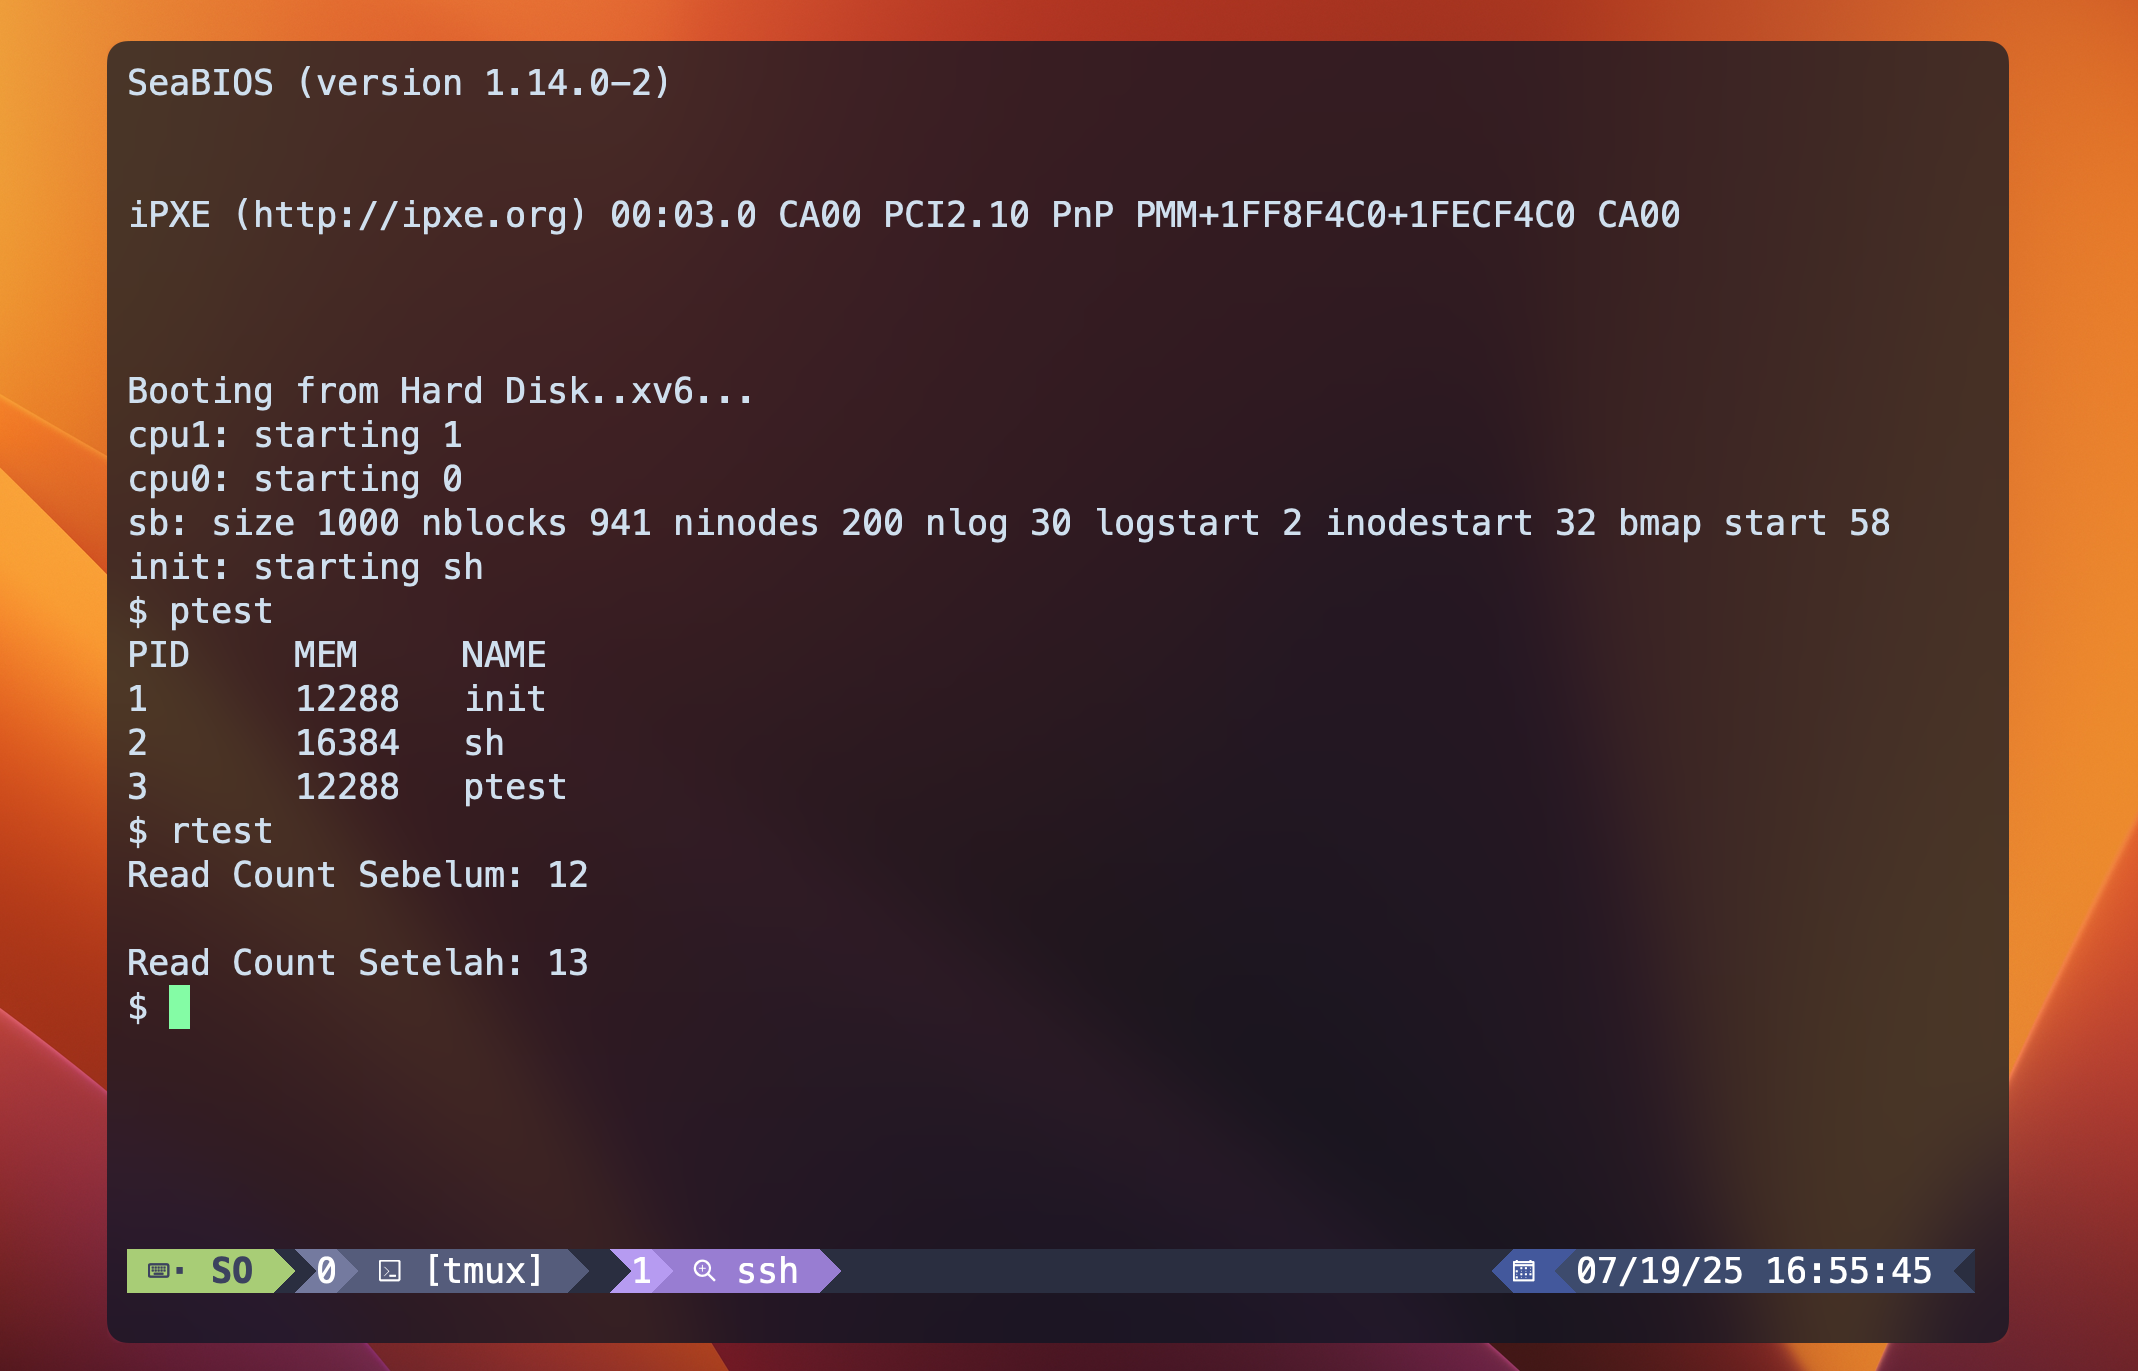 SeaBIOS (version 1.14.0-2)
iPXE (http://ipxe.org) 00:03.0 CA00 PCI2.10 PnP PMM+1FF8F4C0+1FECF4C0 CA00
Booting from Hard Disk..xv6...
cpu1: starting 1
cpu0: starting 0
sb: size 1000 nblocks 941 ninodes 200 nlog 30 logstart 2 inodestart 32 bmap start 58
init: starting sh
$ ptest
PID MEM NAME
1 12288 init
2 16384 sh
3 12288 ptest
$ rtest
Read Count Sebelum: 12
Read Count Setelah: 13
$
SO 0 [tmux] 1 ssh 07/19/25 16:55:45